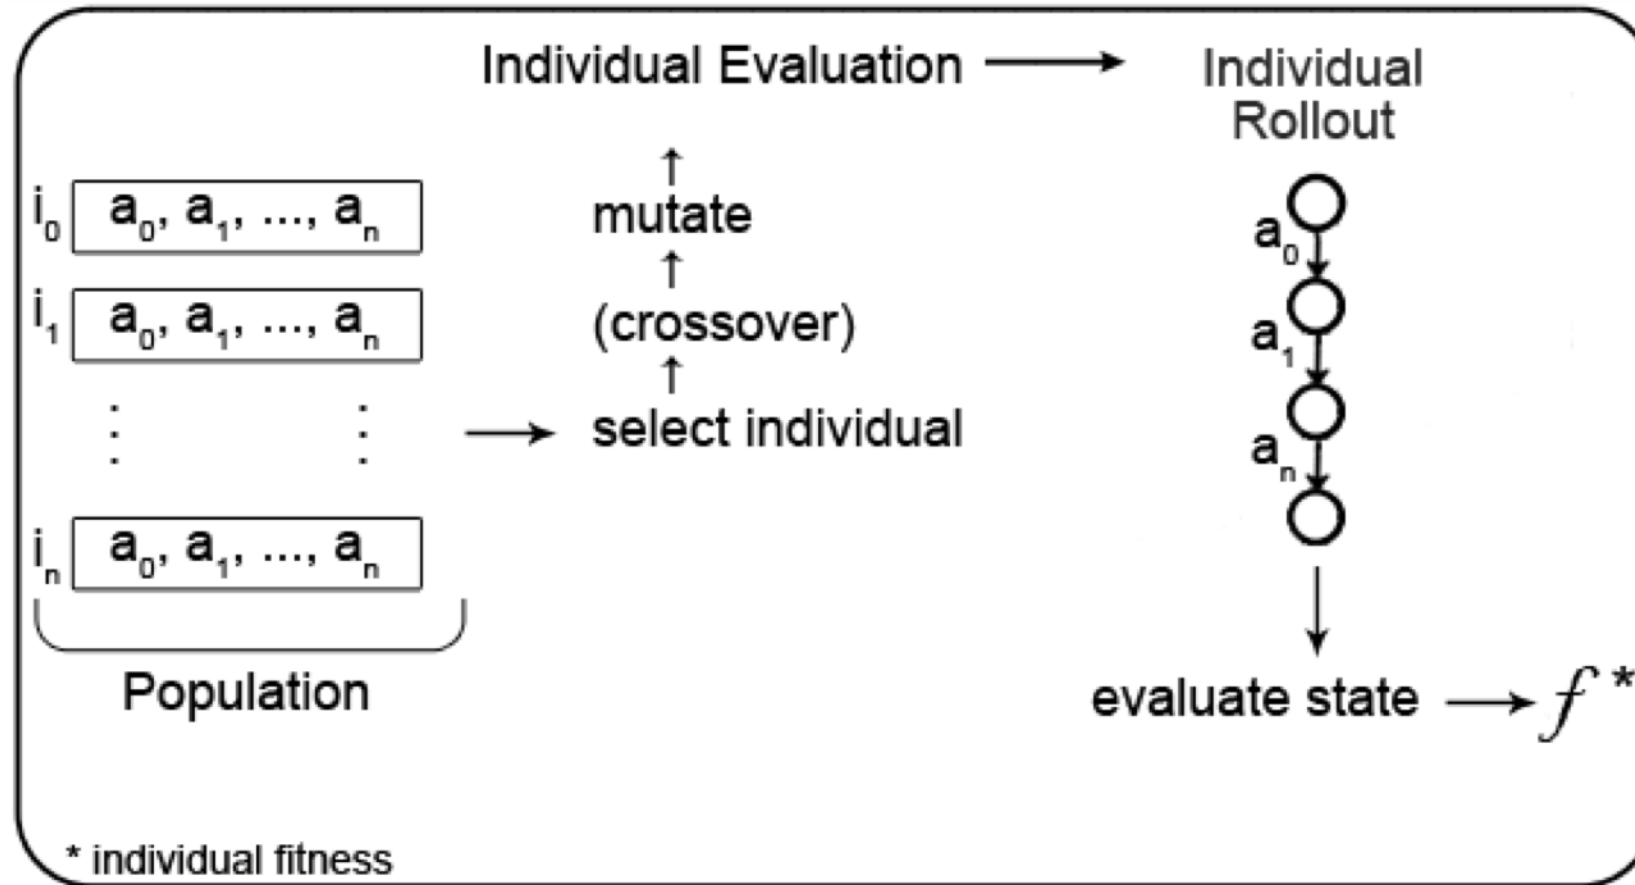 Individual Evaluation
Individual
Rollout
i₀ a₀, a₁, ..., aₙ
mutate
a₀
i₁ a₀, a₁, ..., aₙ
(crossover)
a₁
select individual
aₙ
iₙ a₀, a₁, ..., aₙ
Population
evaluate state
f *
* individual fitness